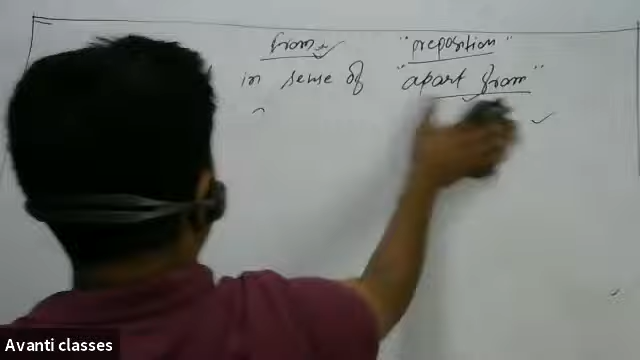 from "preposition"
in sense of "apart from"
Avanti classes